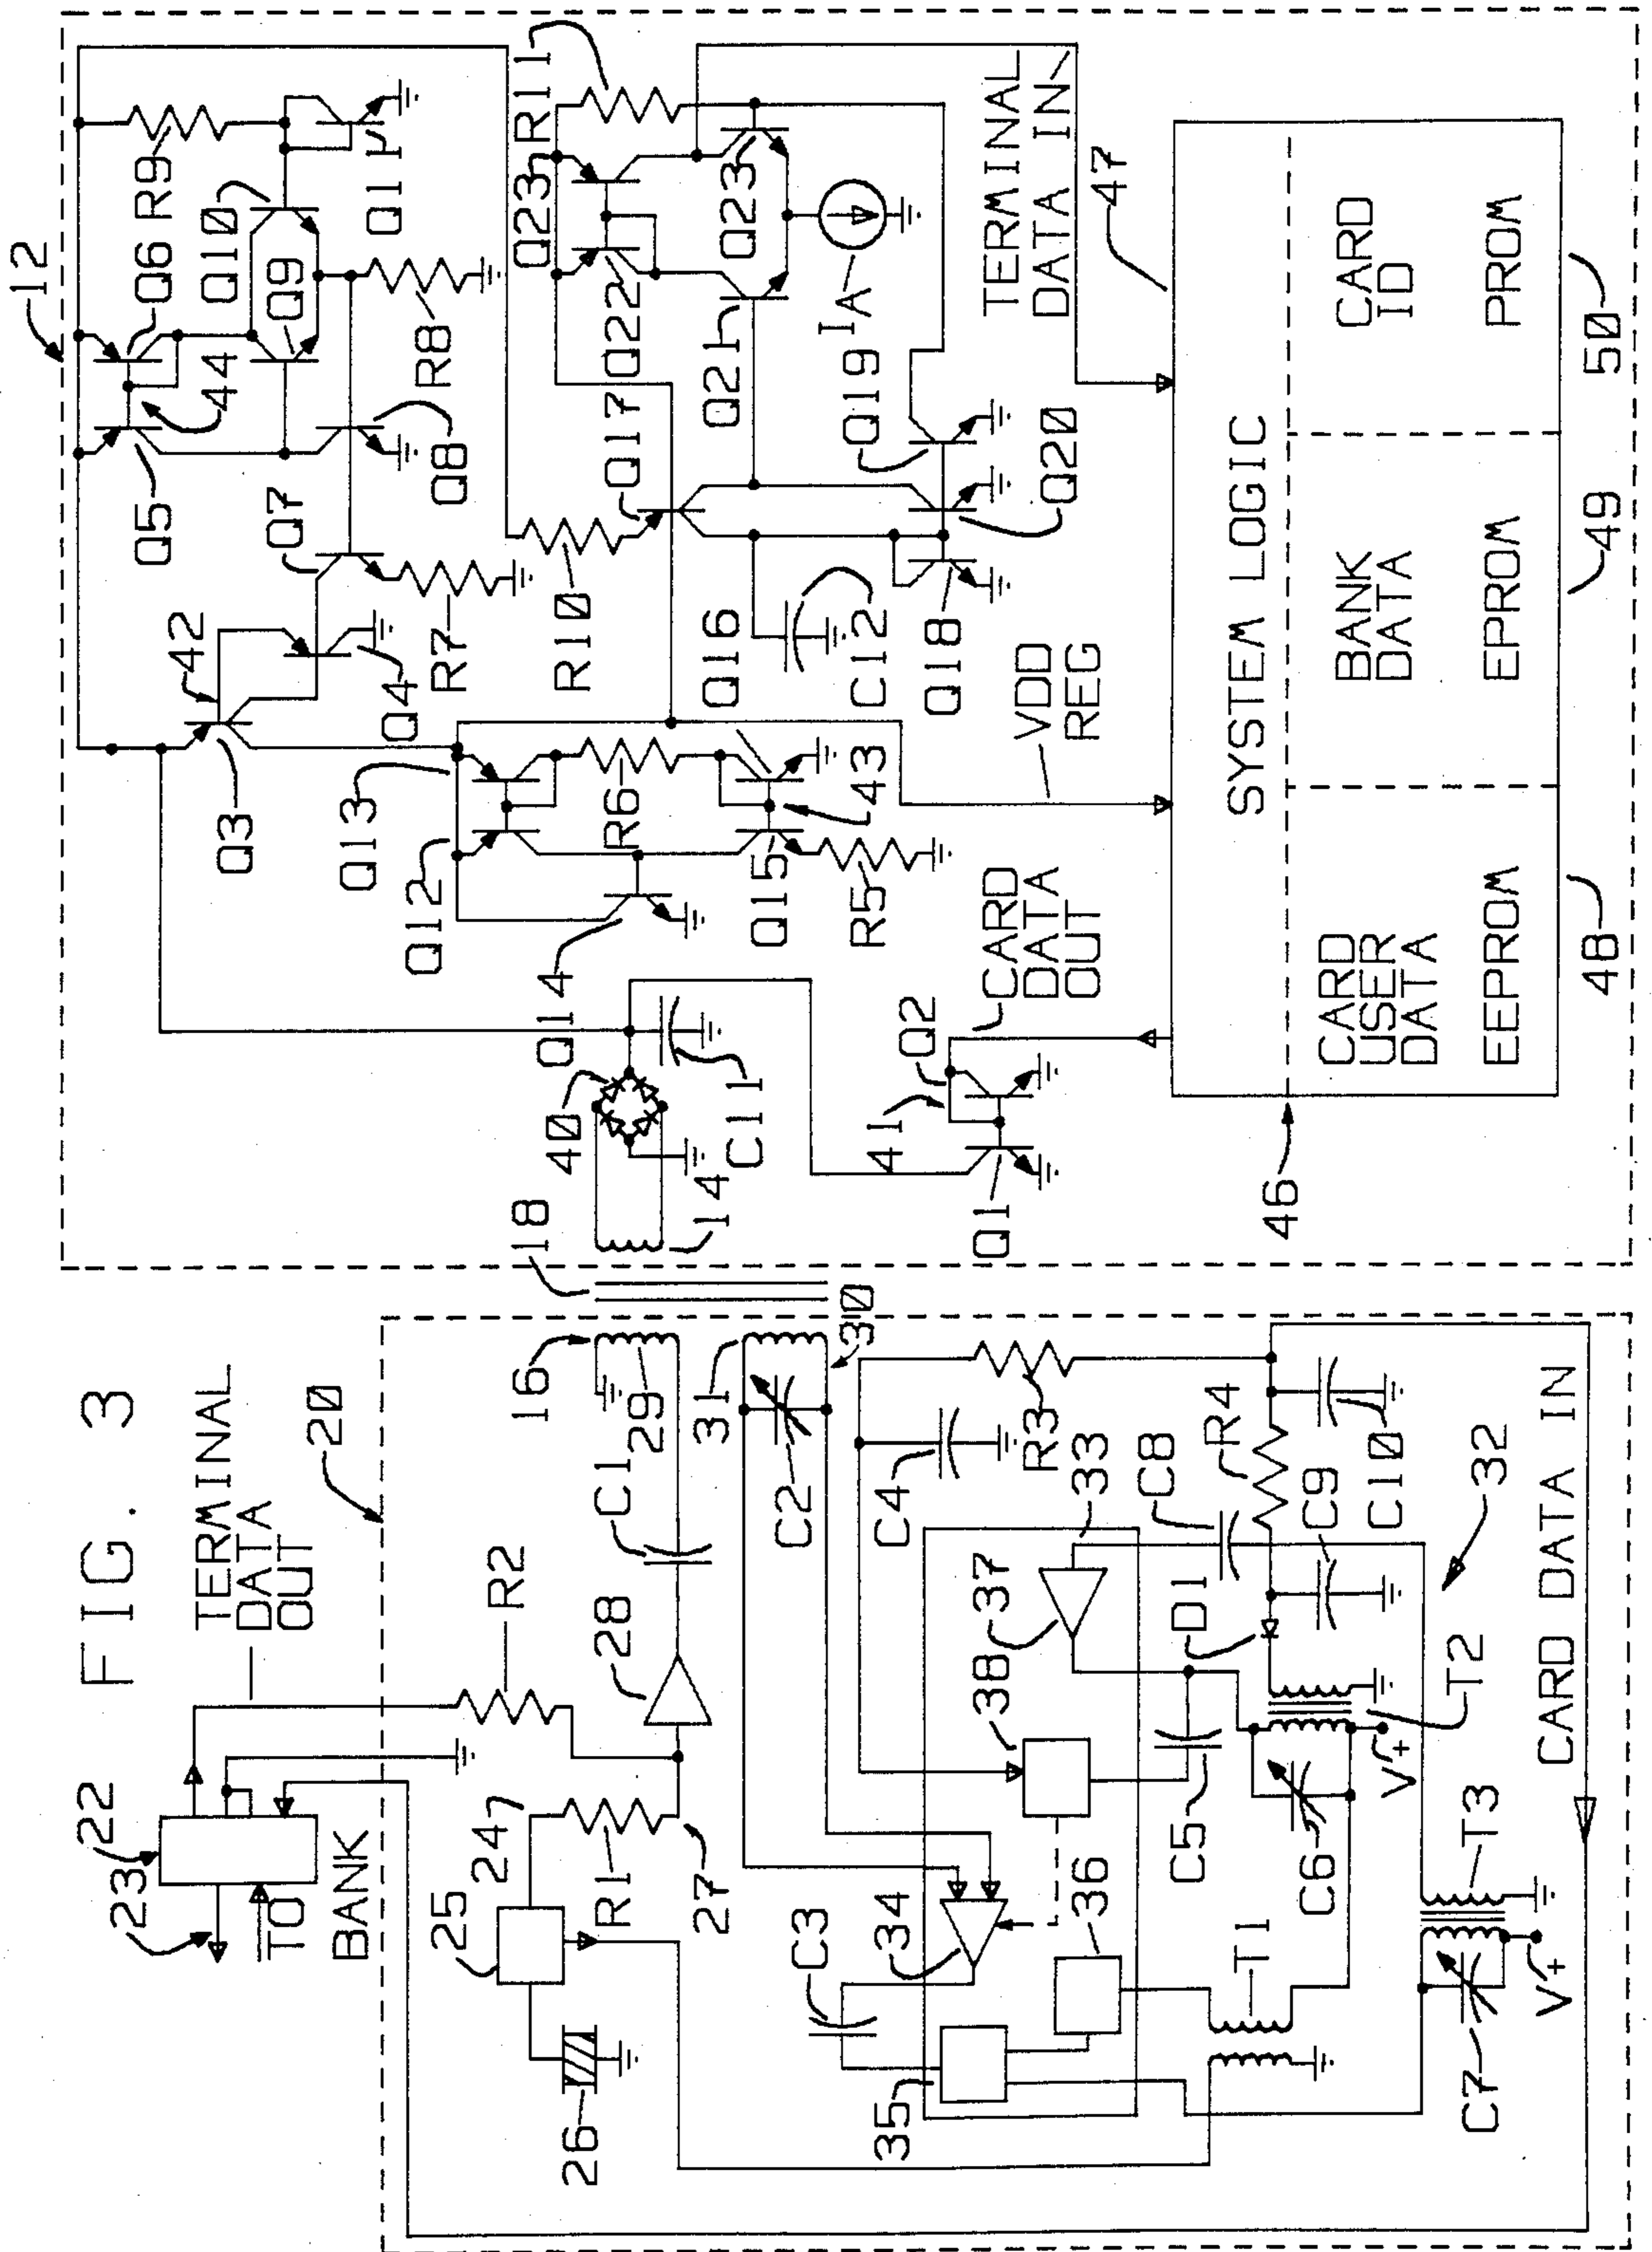 FIG. 3
TERMINAL
DATA
OUT
22
23
TO
BANK
20
R2
24
25
R1
27
26
28
C1
16
29
18
31
30
C2
C4
R3
33
37
38
C3
34
35
36
C5
C8
R4
C9
C10
D1
32
T2
V+
C6
T1
T3
V+
C7
CARD DATA IN
12
Q6
R9
Q10
Q9
Q11
44
R8
Q5
Q8
Q7
42
R7
Q4
Q3
R11
Q23
Q22
Q23
Q21
IA
Q17
R10
Q19
Q20
Q16
C12
Q18
TERMINAL
DATA IN
47
Q13
Q12
R6
43
Q15
R5
Q14
VDD
REG
40
C11
14
CARD
DATA
OUT
Q2
41
Q1
46
SYSTEM LOGIC
CARD
USER
DATA
EEPROM
BANK
DATA
EPROM
CARD
ID
PROM
48
49
50